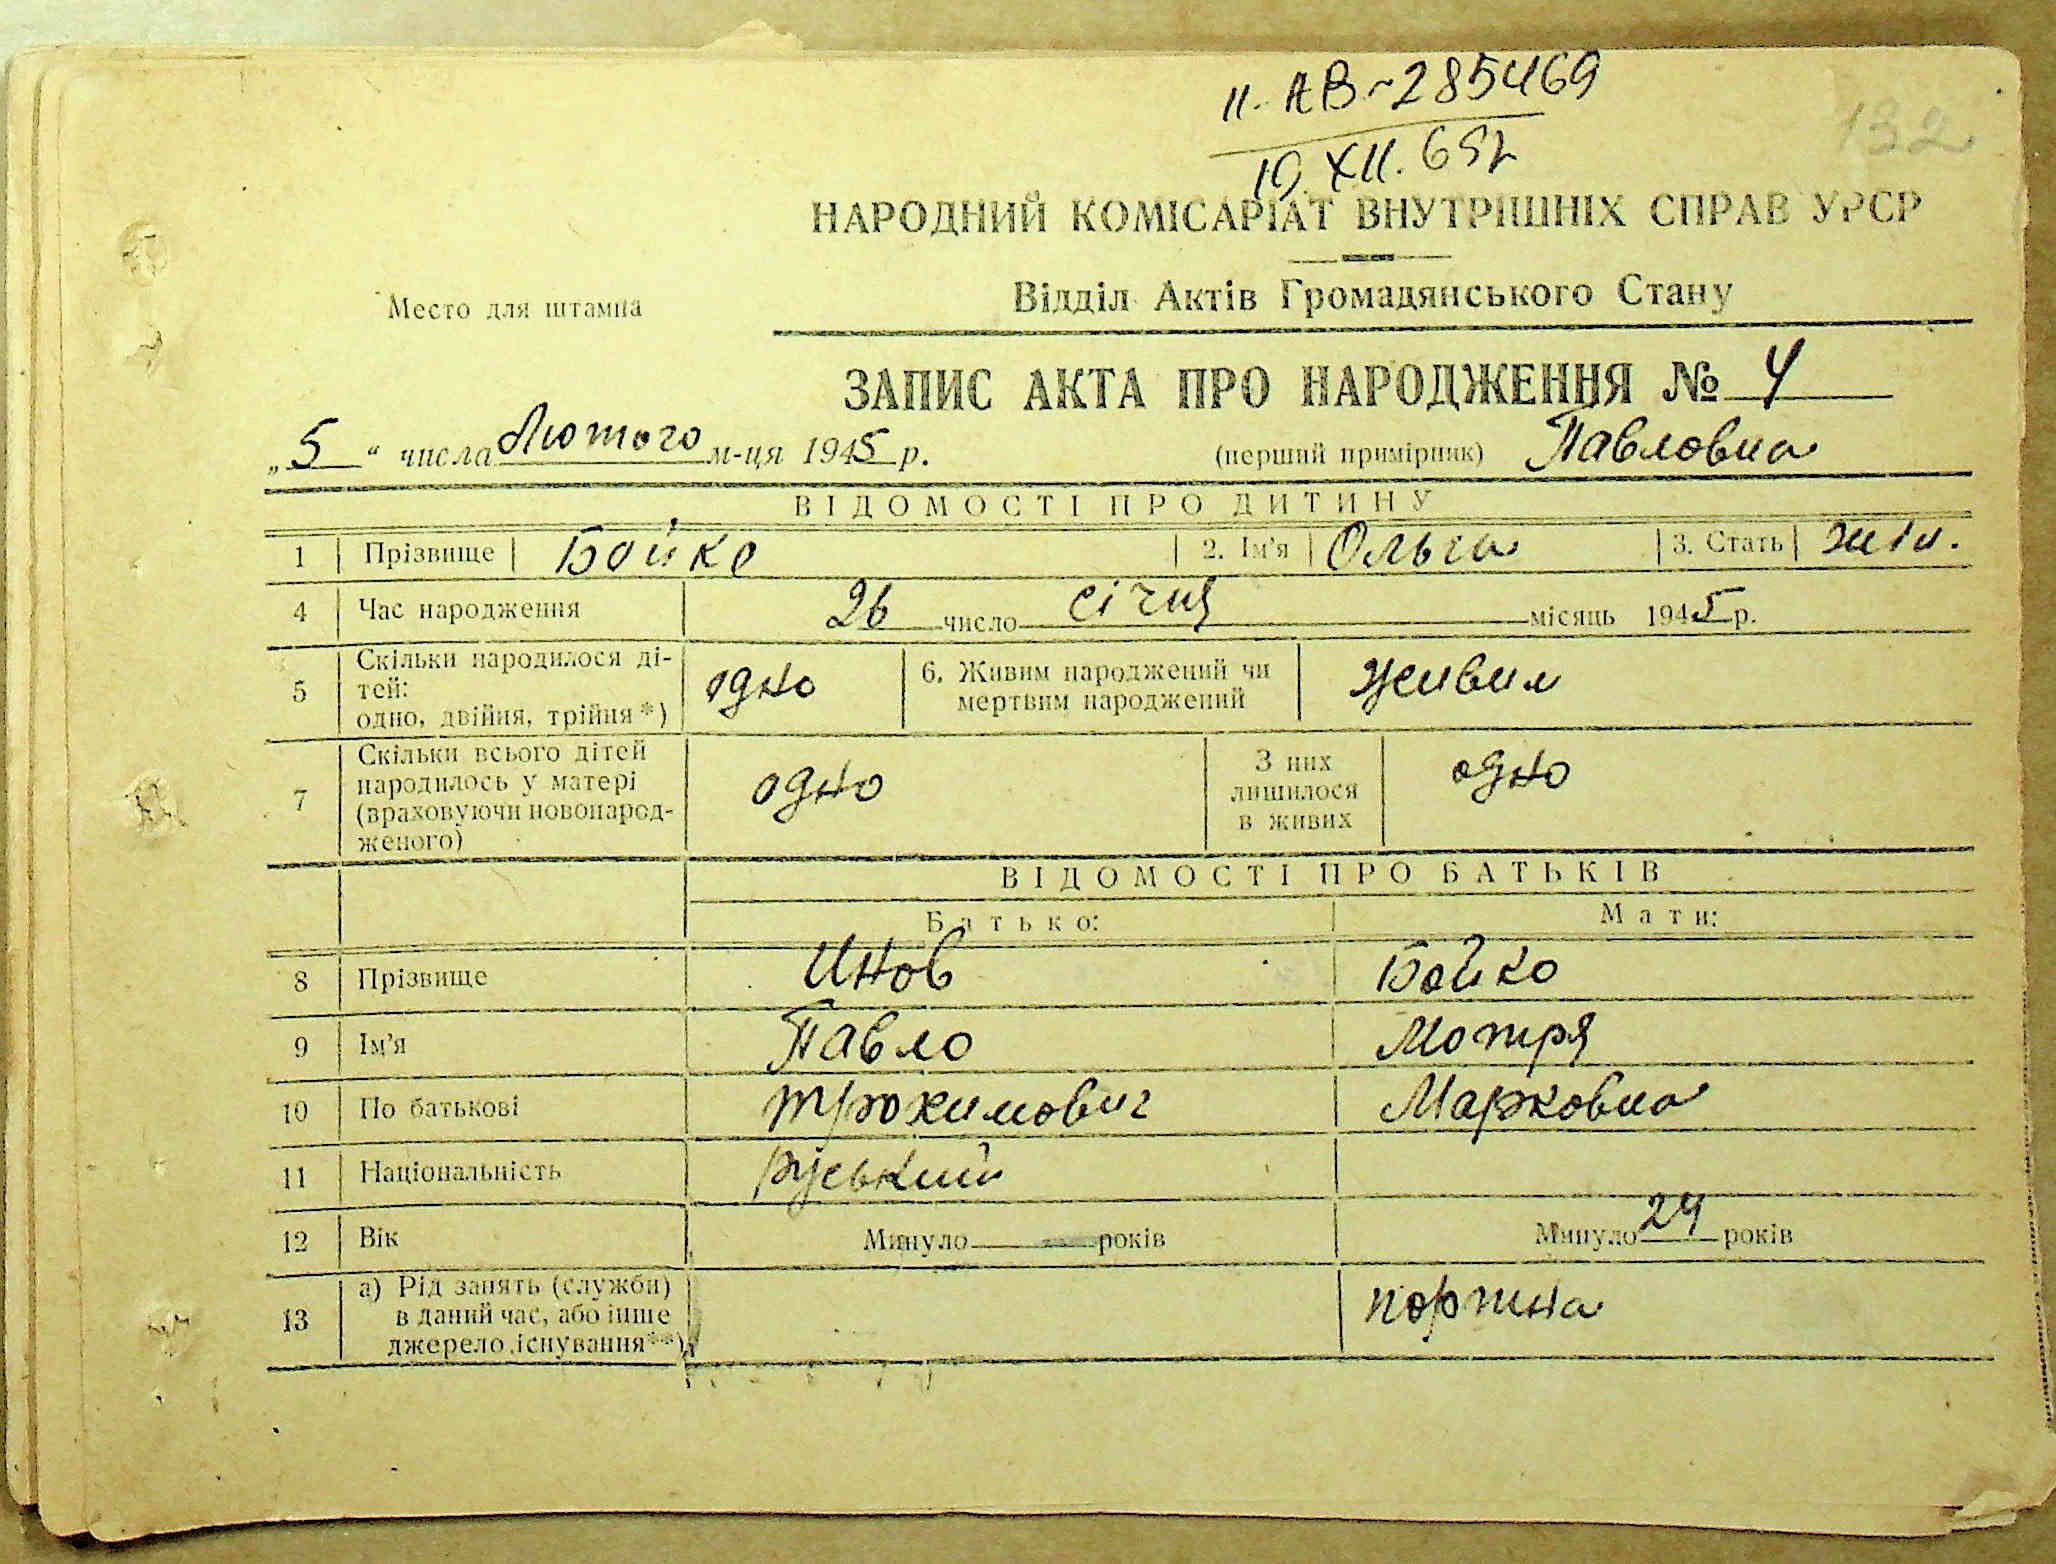 II-АВ-285469
132
19.XII.65г
НАРОДНИЙ КОМІСАРІАТ ВНУТРІШНІХ СПРАВ УРСР
Место для штампа
Відділ Актів Громадянського Стану
ЗАПИС АКТА ПРО НАРОДЖЕННЯ № 4
„5“ числа Лютого м-ця 1945 р. (перший примірник) Павловна
ВІДОМОСТІ ПРО ДИТИНУ
1 Прізвище Бойко 2. Ім'я Ольга 3. Стать жін.
4 Час народження 26 число січня місяць 1945 р.
5 Скільки народилося ді-
тей:
одно, двійня, трійня*) одно 6. Живим народжений чи
мертвим народжений живим
7 Скільки всього дітей
народилось у матері
(враховуючи новонарод-
женого) одно З них
лишилося
в живих одно
ВІДОМОСТІ ПРО БАТЬКІВ
Батько: Мати:
8 Прізвище Инов Бойко
9 Ім'я Павло Мотря
10 По батькові Трохимович Марковна
11 Національність руський
12 Вік Минуло років Минуло 24 років
13 а) Рід занять (служби)
в даний час, або інше
джерело існування**) портна